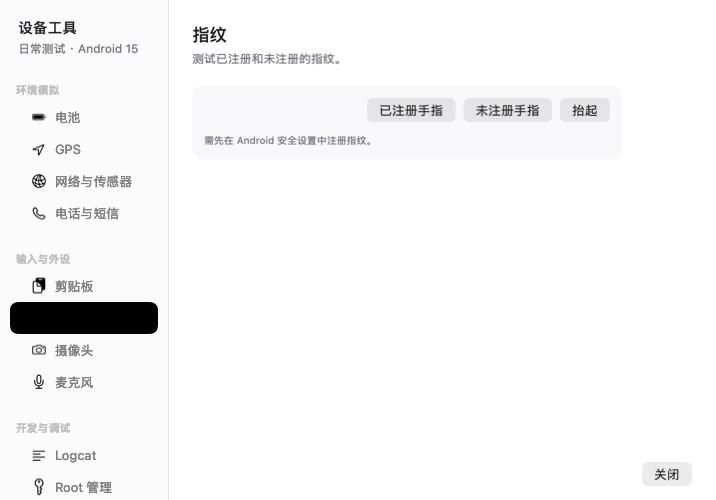 设备工具
日常测试 · Android 15
环境模拟
电池
GPS
网络与传感器
电话与短信
输入与外设
剪贴板
摄像头
麦克风
开发与调试
Logcat
Root 管理
指纹
测试已注册和未注册的指纹。
已注册手指 未注册手指 抬起
需先在 Android 安全设置中注册指纹。
关闭